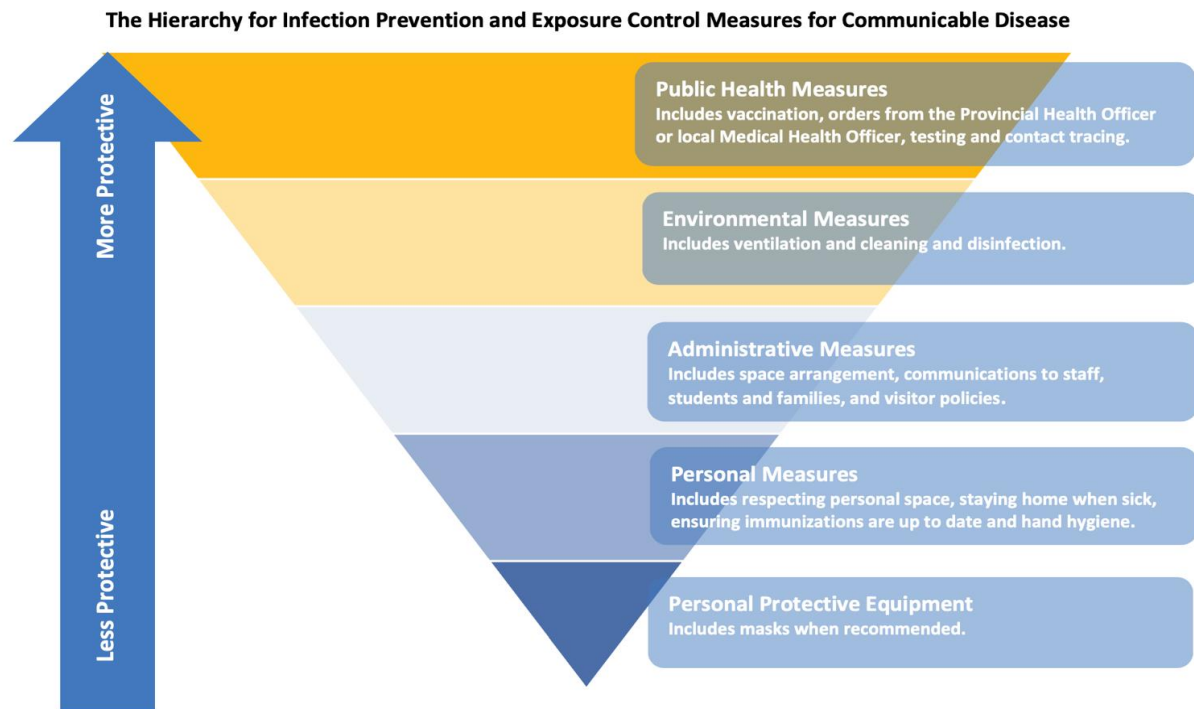 The Hierarchy for Infection Prevention and Exposure Control Measures for Communicable Disease
More Protective
Less Protective
Public Health Measures
Includes vaccination, orders from the Provincial Health Officer
or local Medical Health Officer, testing and contact tracing.
Environmental Measures
Includes ventilation and cleaning and disinfection.
Administrative Measures
Includes space arrangement, communications to staff,
students and families, and visitor policies.
Personal Measures
Includes respecting personal space, staying home when sick,
ensuring immunizations are up to date and hand hygiene.
Personal Protective Equipment
Includes masks when recommended.